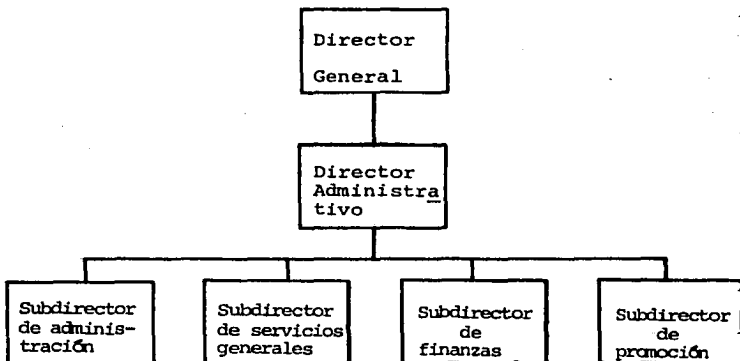 Director
General
Director
Administra
tivo
Subdirector
de adminis-
tración
Subdirector
de servicios
generales
Subdirector
de
finanzas
Subdirector
de
promoción